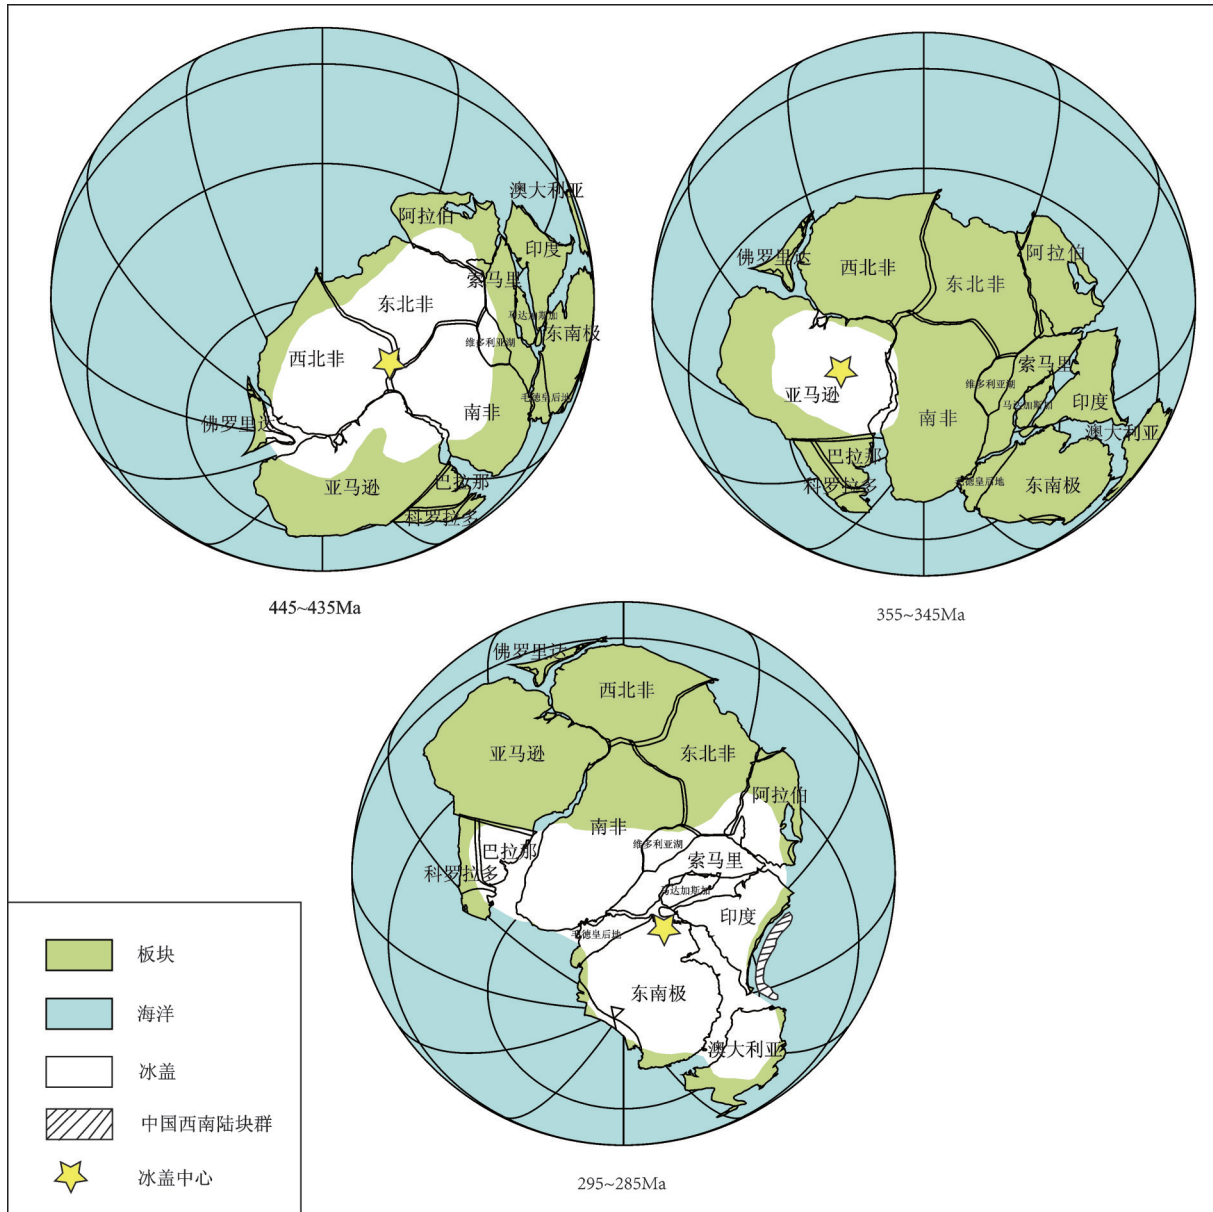 澳大利亚
阿拉伯
印度
索马里
东北非
马达加斯加
东南极
维多利亚湖
西北非
毛德皇后地
南非
佛罗里达
亚马逊
巴拉那
科罗拉多
445~435Ma
佛罗里达
西北非
东北非
阿拉伯
索马里
维多利亚湖
马达加斯加
印度
亚马逊
南非
澳大利亚
巴拉那
毛德皇后地
科罗拉多
东南极
355~345Ma
佛罗里达
西北非
亚马逊
东北非
阿拉伯
南非
维多利亚湖
巴拉那
索马里
科罗拉多
马达加斯加
印度
毛德皇后地
东南极
澳大利亚
295~285Ma
板块
海洋
冰盖
中国西南陆块群
冰盖中心